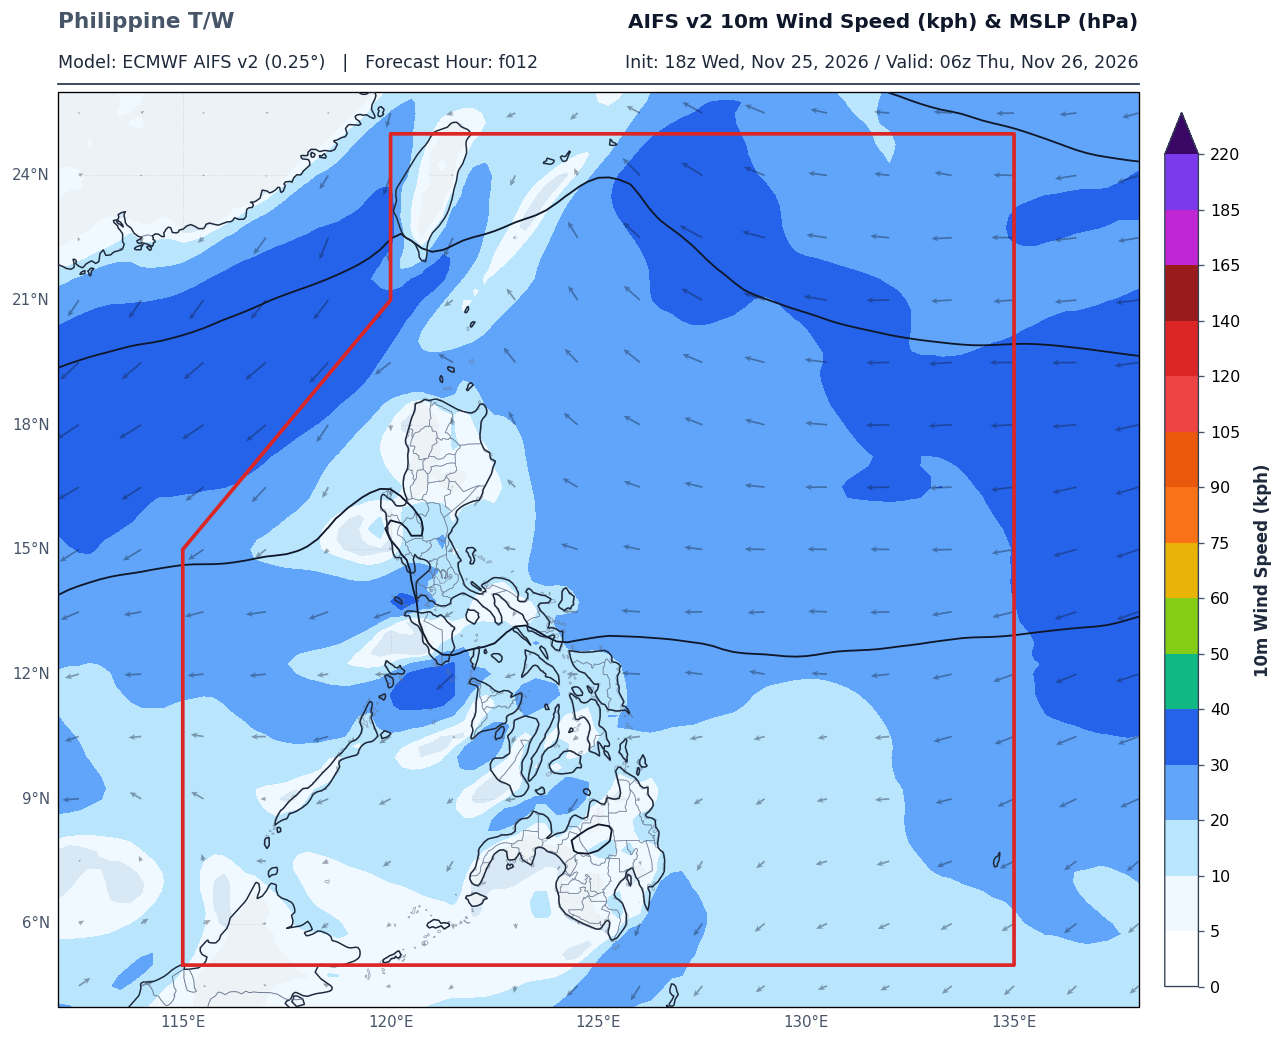 Philippine T/W
AIFS v2 10m Wind Speed (kph) & MSLP (hPa)
Model: ECMWF AIFS v2 (0.25°) | Forecast Hour: f012
Init: 18z Wed, Nov 25, 2026 / Valid: 06z Thu, Nov 26, 2026
24°N
21°N
18°N
15°N
12°N
9°N
6°N
115°E
120°E
125°E
130°E
135°E
220
185
165
140
120
105
90
75
60
50
40
30
20
10
5
0
10m Wind Speed (kph)